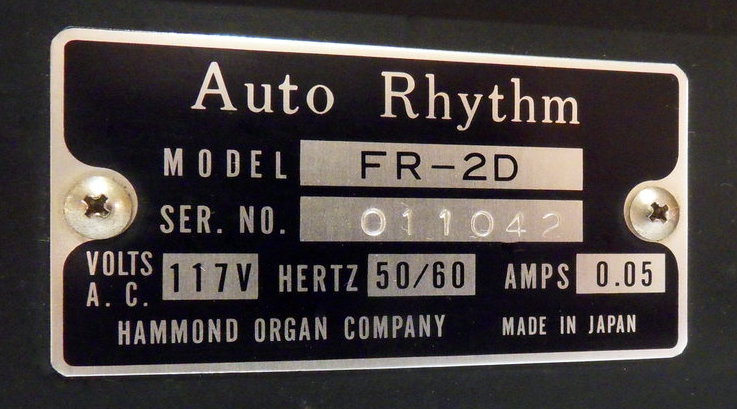 Auto Rhythm
MODEL FR-2D
SER. NO. 011042
VOLTS A. C. 117V HERTZ 50/60 AMPS 0.05
HAMMOND ORGAN COMPANY MADE IN JAPAN